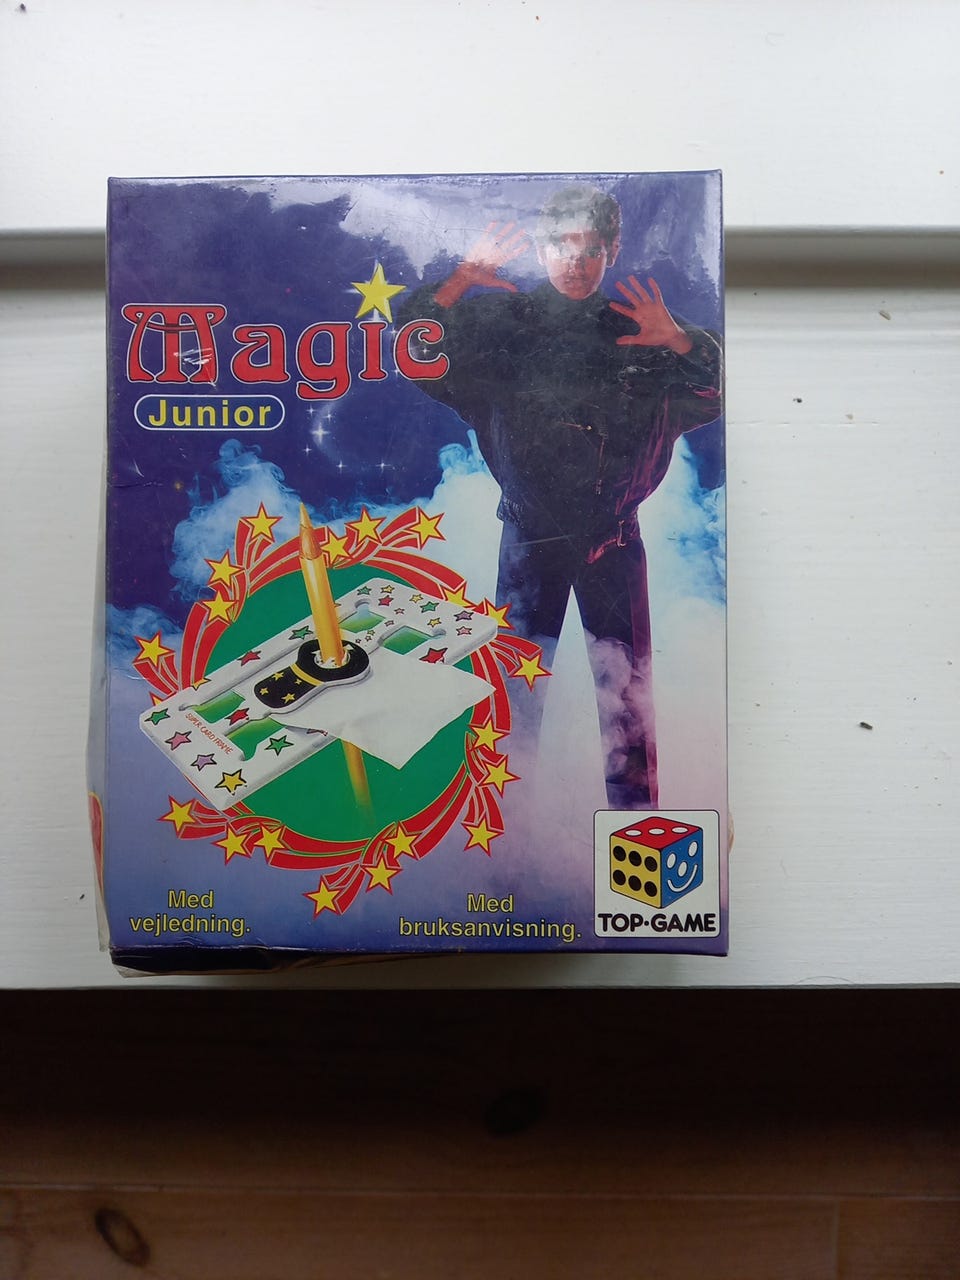 Magic
Junior
SUPER CARD FRAME
Med
vejledning.
Med
bruksanvisning.
TOP·GAME